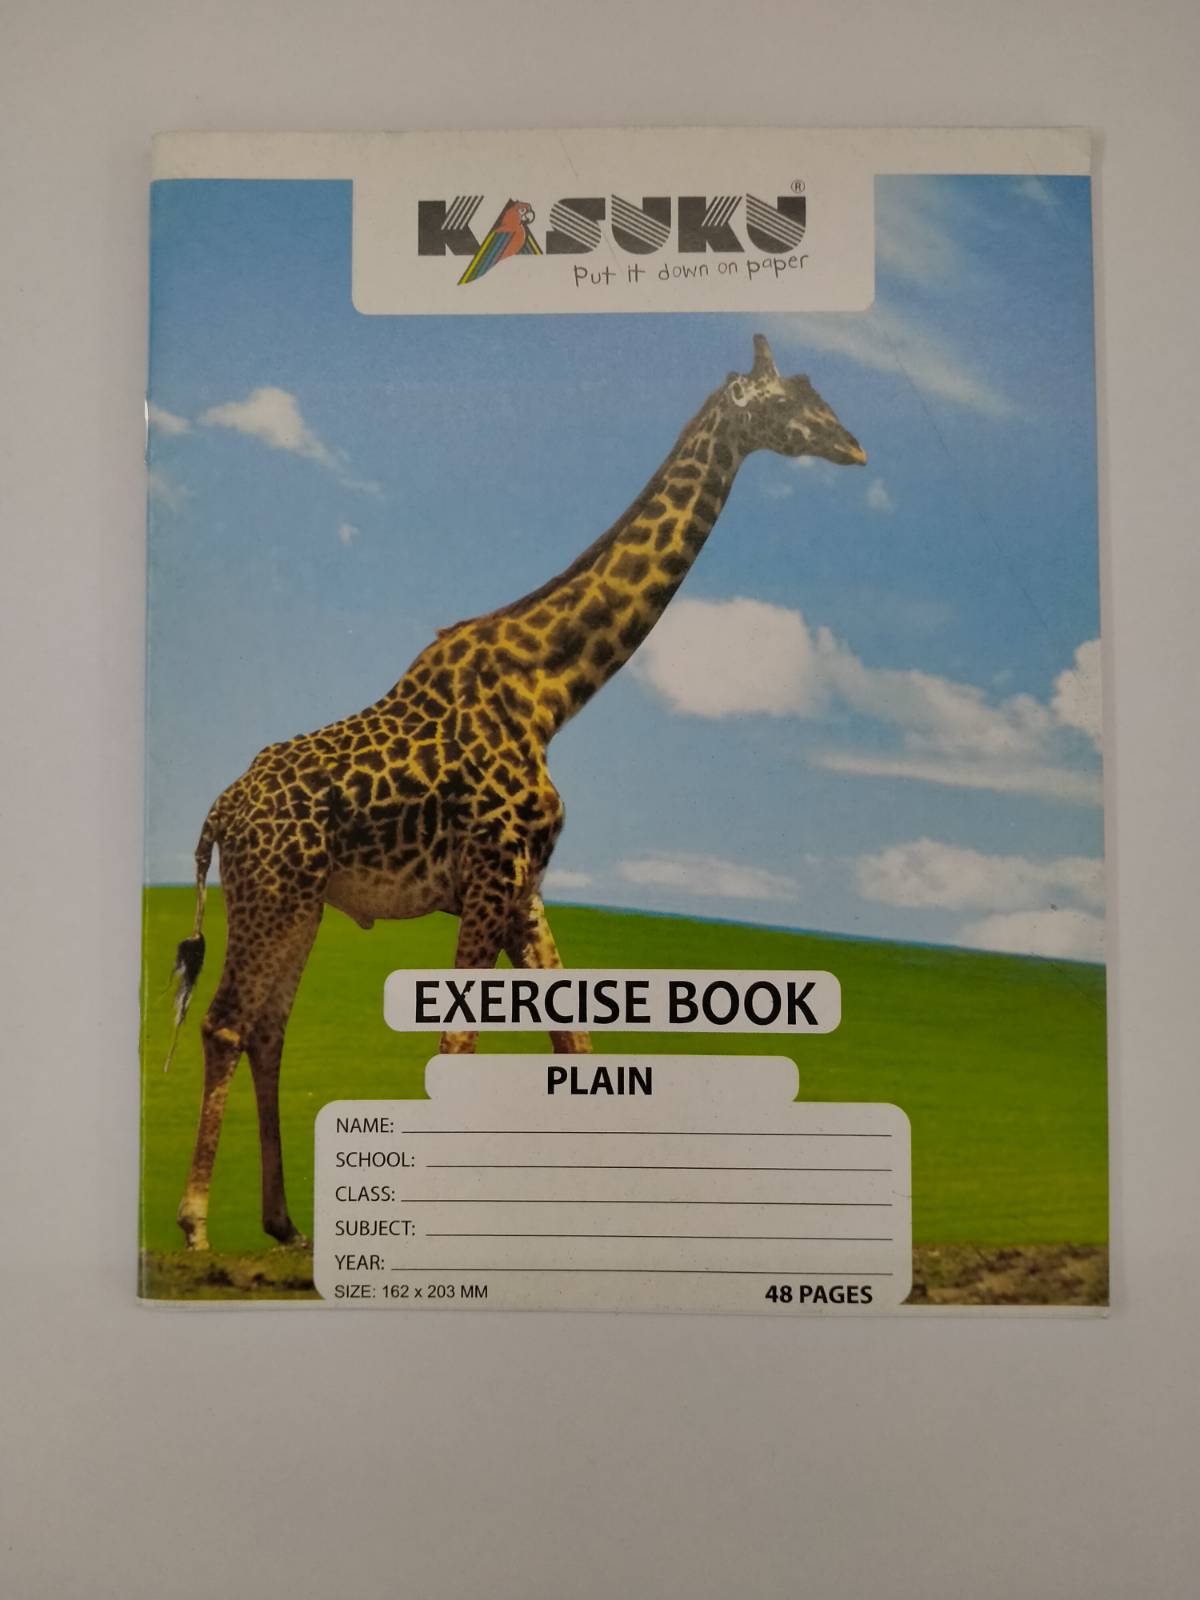 KASUKU ®
Put it down on paper
EXERCISE BOOK
PLAIN
NAME:
SCHOOL:
CLASS:
SUBJECT:
YEAR:
SIZE: 162 x 203 MM 48 PAGES